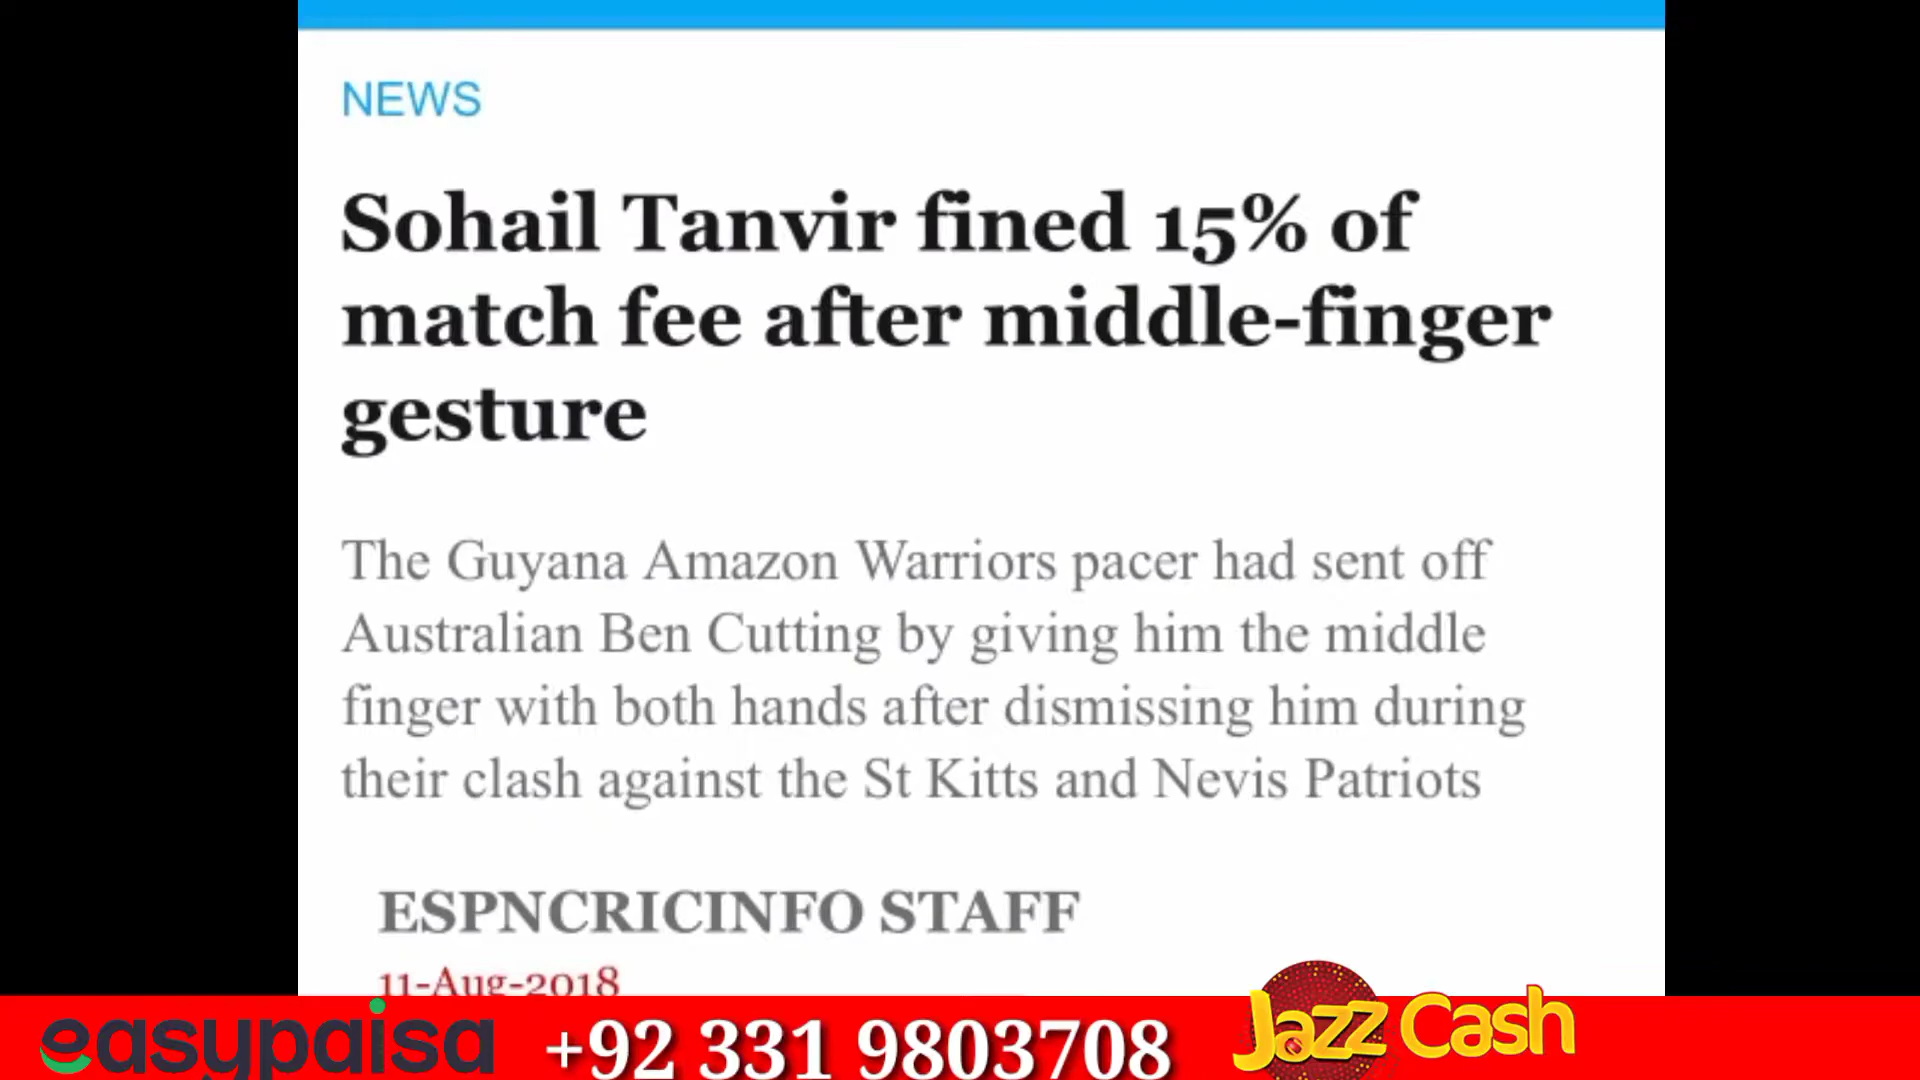 NEWS
Sohail Tanvir fined 15% of
match fee after middle-finger
gesture
The Guyana Amazon Warriors pacer had sent off
Australian Ben Cutting by giving him the middle
finger with both hands after dismissing him during
their clash against the St Kitts and Nevis Patriots
ESPNCRICINFO STAFF
11-Aug-2018
easypaisa +92 331 9803708 Jazz Cash